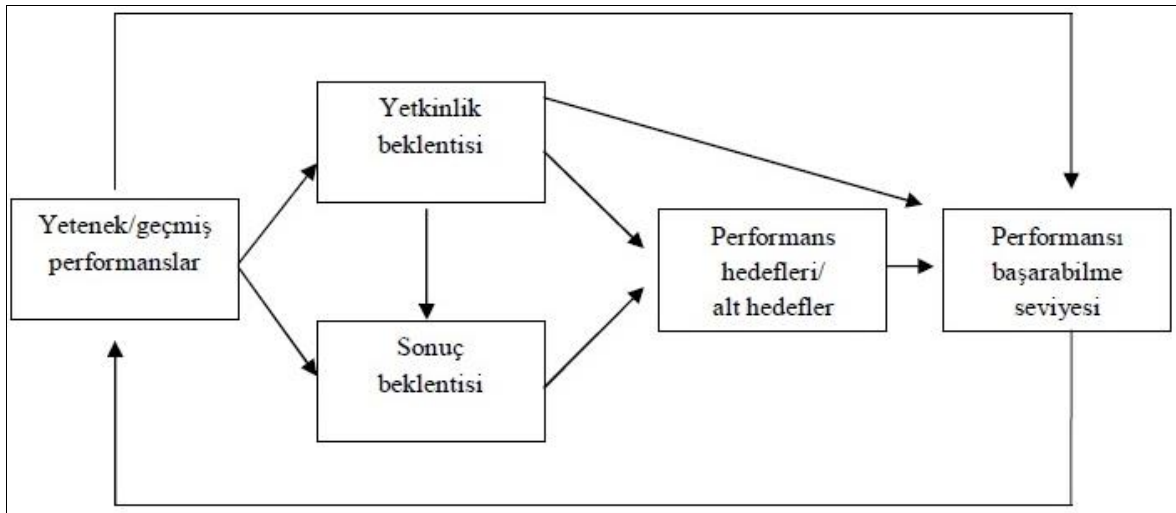 Yetkinlik
beklentisi
Yetenek/geçmiş
performanslar
Performans
hedefleri/
alt hedefler
Performansı
başarabilme
seviyesi
Sonuç
beklentisi